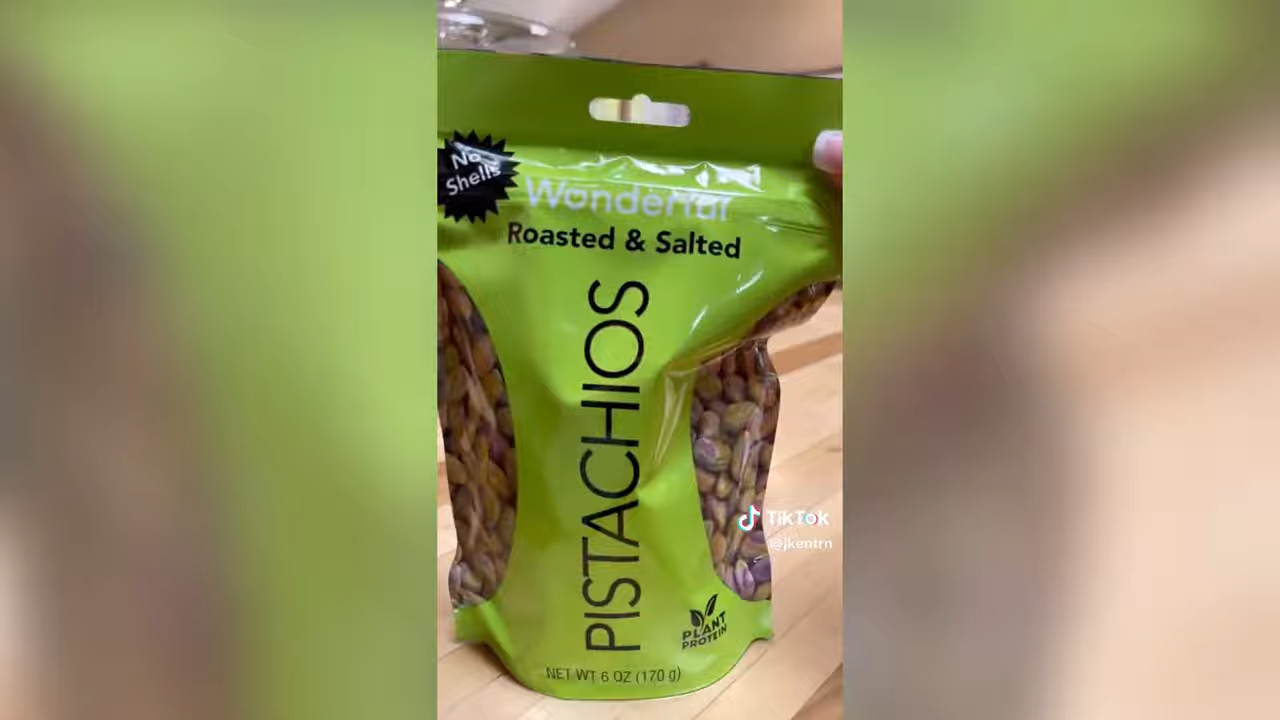 No
Shells
Wonderful
Roasted & Salted
PISTACHIOS
PLANT
PROTEIN
NET WT 6 OZ (170 g)
TikTok
@jkentrn